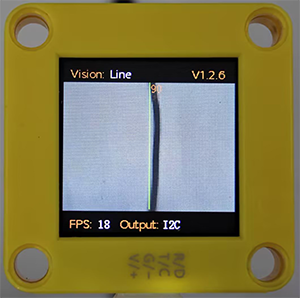 Vision: Line V1.2.6
90
FPS: 18 Output: I2C
R/D
T/C
G/-
V/+